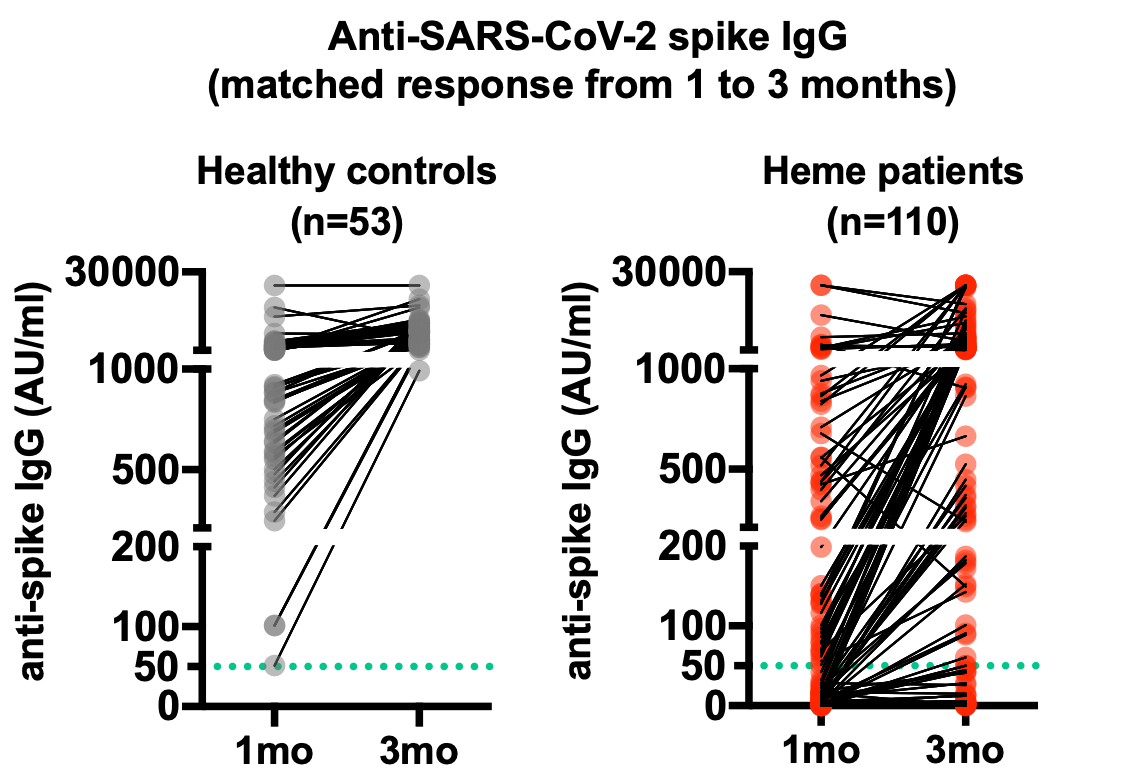 Anti-SARS-CoV-2 spike IgG
(matched response from 1 to 3 months)
Healthy controls
(n=53)
anti-spike IgG (AU/ml)
30000
1000
500
200
100
50
0
1mo 3mo
Heme patients
(n=110)
anti-spike IgG (AU/ml)
30000
1000
500
200
100
50
0
1mo 3mo